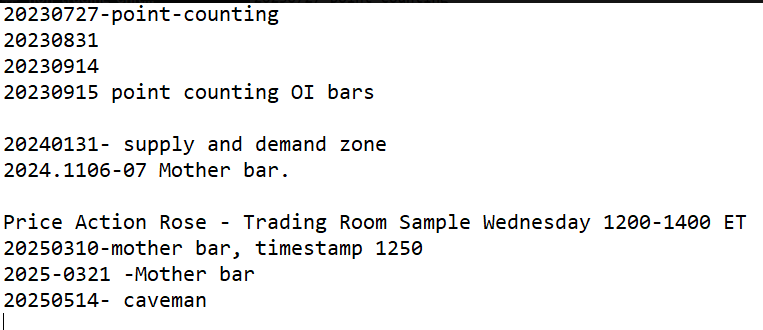 20230727-point-counting
20230831
20230914
20230915 point counting OI bars
20240131- supply and demand zone
2024.1106-07 Mother bar.
Price Action Rose - Trading Room Sample Wednesday 1200-1400 ET
20250310-mother bar, timestamp 1250
2025-0321 -Mother bar
20250514- caveman